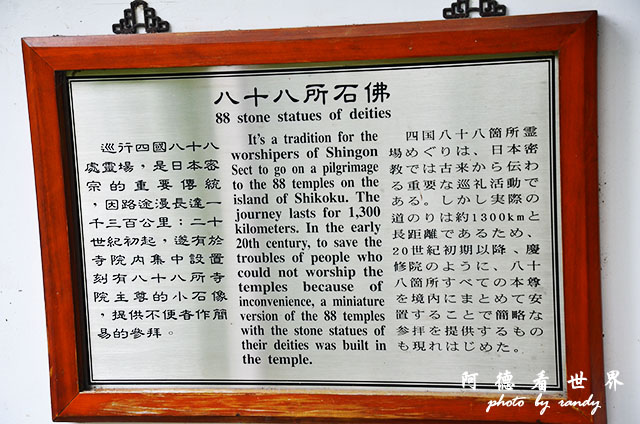 八十八所石佛
88 stone statues of deities
巡行四國八十八
處靈場，是日本密
宗的重要傳統
，因路途漫長達一
千三百公里；二十
世紀初起，遂有於
寺院內集中設置
刻有八十八所寺
院主尊的小石像
，提供不便者作簡
易的參拜。
It's a tradition for the
worshipers of Shingon
Sect to go on a pilgrimage
to the 88 temples on the
island of Shikoku. The
journey lasts for 1,300
kilometers. In the early
20th century, to save the
troubles of people who
could not worship the
temples because of
inconvenience, a miniature
version of the 88 temples
with the stone statues of
their deities was built in
the temple.
四国八十八箇所霊
場めぐりは、日本密
教では古来から伝わ
る重要な巡礼活動で
ある。しかし実際の
道のりは約1300kmと
長距離であるため、
20世紀初期以降、慶
修院のように、八十
八箇所すべての本尊
を境内にまとめて安
置することで簡略な
参拝を提供するもの
も現れはじめた。
阿德看世界
photo by randy